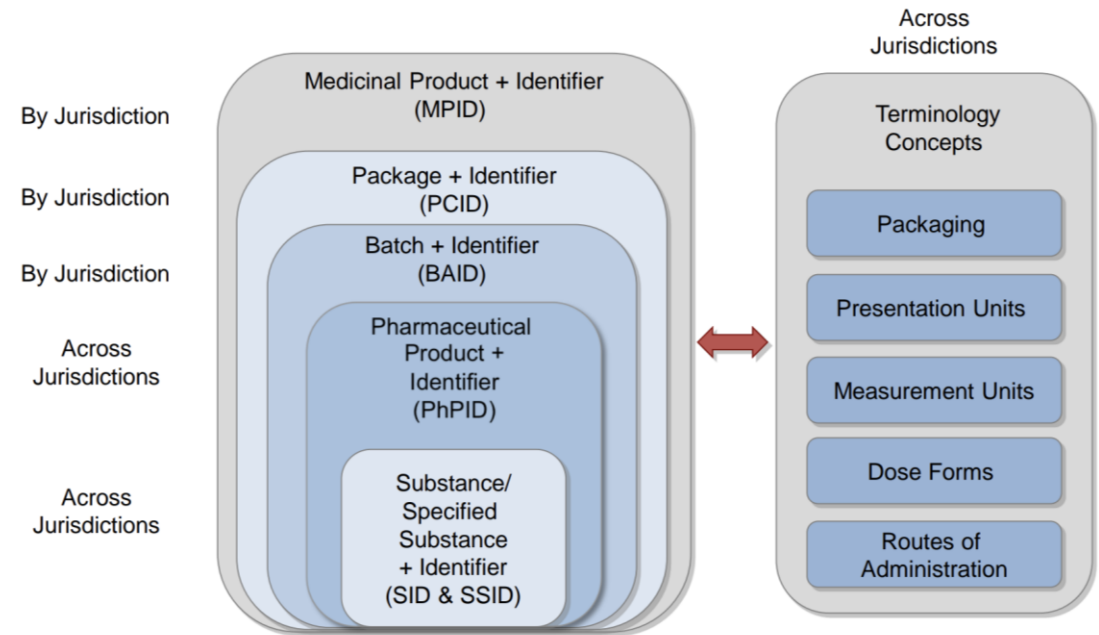 Across
Jurisdictions
By Jurisdiction
Medicinal Product + Identifier
(MPID)
By Jurisdiction
Package + Identifier
(PCID)
By Jurisdiction
Batch + Identifier
(BAID)
Across
Jurisdictions
Pharmaceutical
Product +
Identifier
(PhPID)
Across
Jurisdictions
Substance/
Specified
Substance
+ Identifier
(SID & SSID)
Terminology
Concepts
Packaging
Presentation Units
Measurement Units
Dose Forms
Routes of
Administration